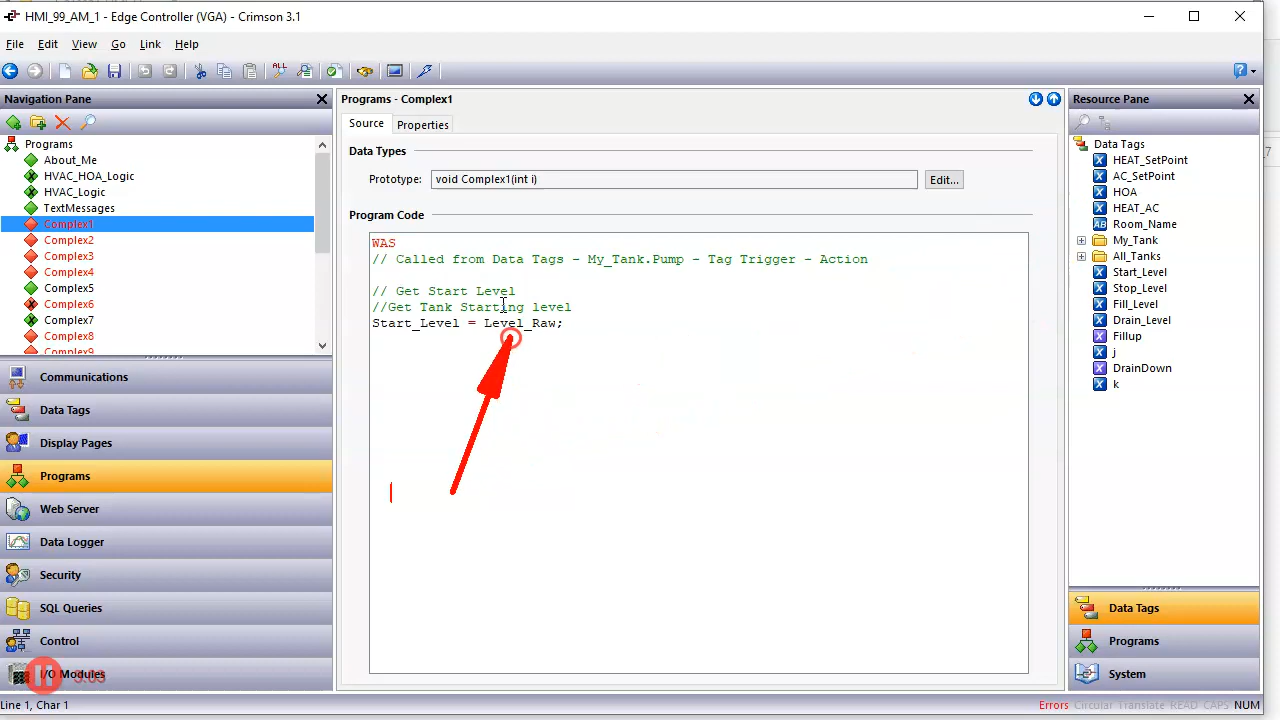 HMI_99_AM_1 - Edge Controller (VGA) - Crimson 3.1
File Edit View Go Link Help
ALL
?
Navigation Pane
Programs
About_Me
HVAC_HOA_Logic
HVAC_Logic
TextMessages
Complex1
Complex2
Complex3
Complex4
Complex5
Complex6
Complex7
Complex8
Complex9
Communications
Data Tags
Display Pages
Programs
Web Server
Data Logger
Security
SQL Queries
Control
I/O Modules
Programs - Complex1
Source Properties
Data Types
Prototype: void Complex1(int i) Edit...
Program Code
WAS
// Called from Data Tags - My_Tank.Pump - Tag Trigger - Action
// Get Start Level
//Get Tank Starting level
Start_Level = Level_Raw;
Resource Pane
Data Tags
HEAT_SetPoint
AC_SetPoint
HOA
HEAT_AC
Room_Name
My_Tank
All_Tanks
Start_Level
Stop_Level
Fill_Level
Drain_Level
Fillup
j
DrainDown
k
Data Tags
Programs
System
Line 1, Char 1
Errors Circular Translate READ CAPS NUM